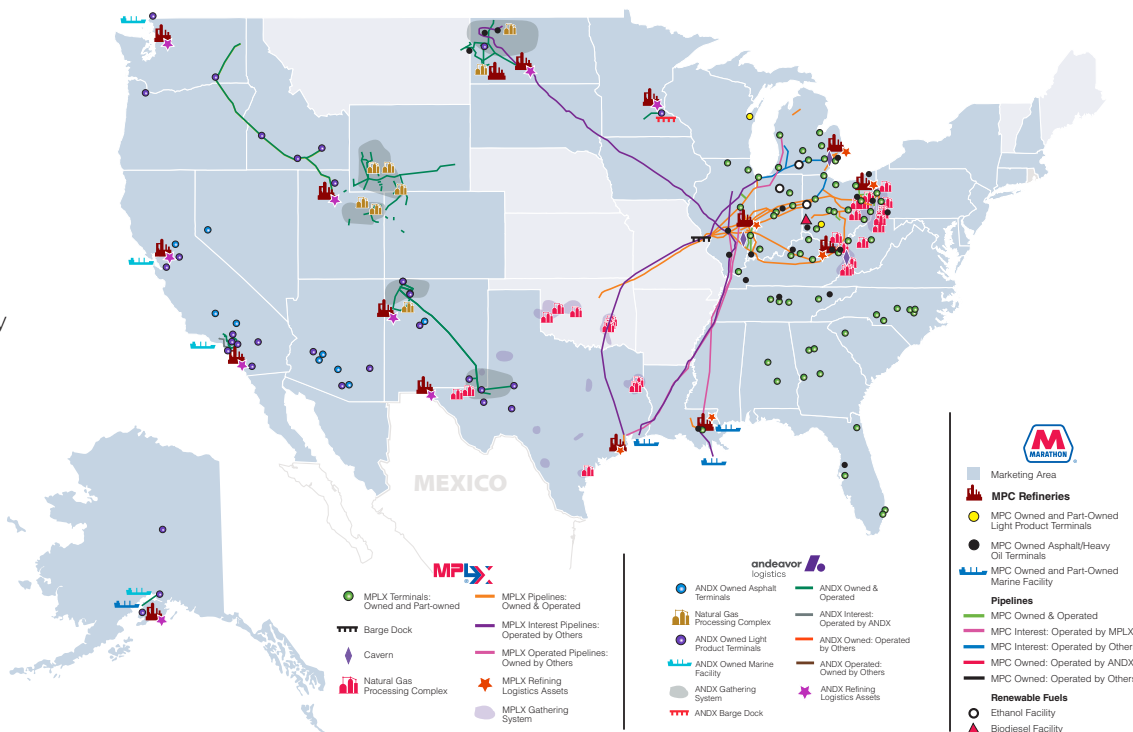 y
MEXICO
MPLX
MPLX Terminals:
Owned and Part-owned
Barge Dock
Cavern
Natural Gas
Processing Complex
MPLX Pipelines:
Owned & Operated
MPLX Interest Pipelines:
Operated by Others
MPLX Operated Pipelines:
Owned by Others
MPLX Refining
Logistics Assets
MPLX Gathering
System
andeavor
logistics
ANDX Owned Asphalt
Terminals
Natural Gas
Processing Complex
ANDX Owned Light
Product Terminals
ANDX Owned Marine
Facility
ANDX Gathering
System
ANDX Barge Dock
ANDX Owned &
Operated
ANDX Interest:
Operated by ANDX
ANDX Owned: Operated
by Others
ANDX Operated:
Owned by Others
ANDX Refining
Logistics Assets
M
MARATHON
Marketing Area
MPC Refineries
MPC Owned and Part-Owned
Light Product Terminals
MPC Owned Asphalt/Heavy
Oil Terminals
MPC Owned and Part-Owned
Marine Facility
Pipelines
MPC Owned & Operated
MPC Interest: Operated by MPLX
MPC Interest: Operated by Other
MPC Owned: Operated by ANDX
MPC Owned: Operated by Others
Renewable Fuels
Ethanol Facility
Biodiesel Facility